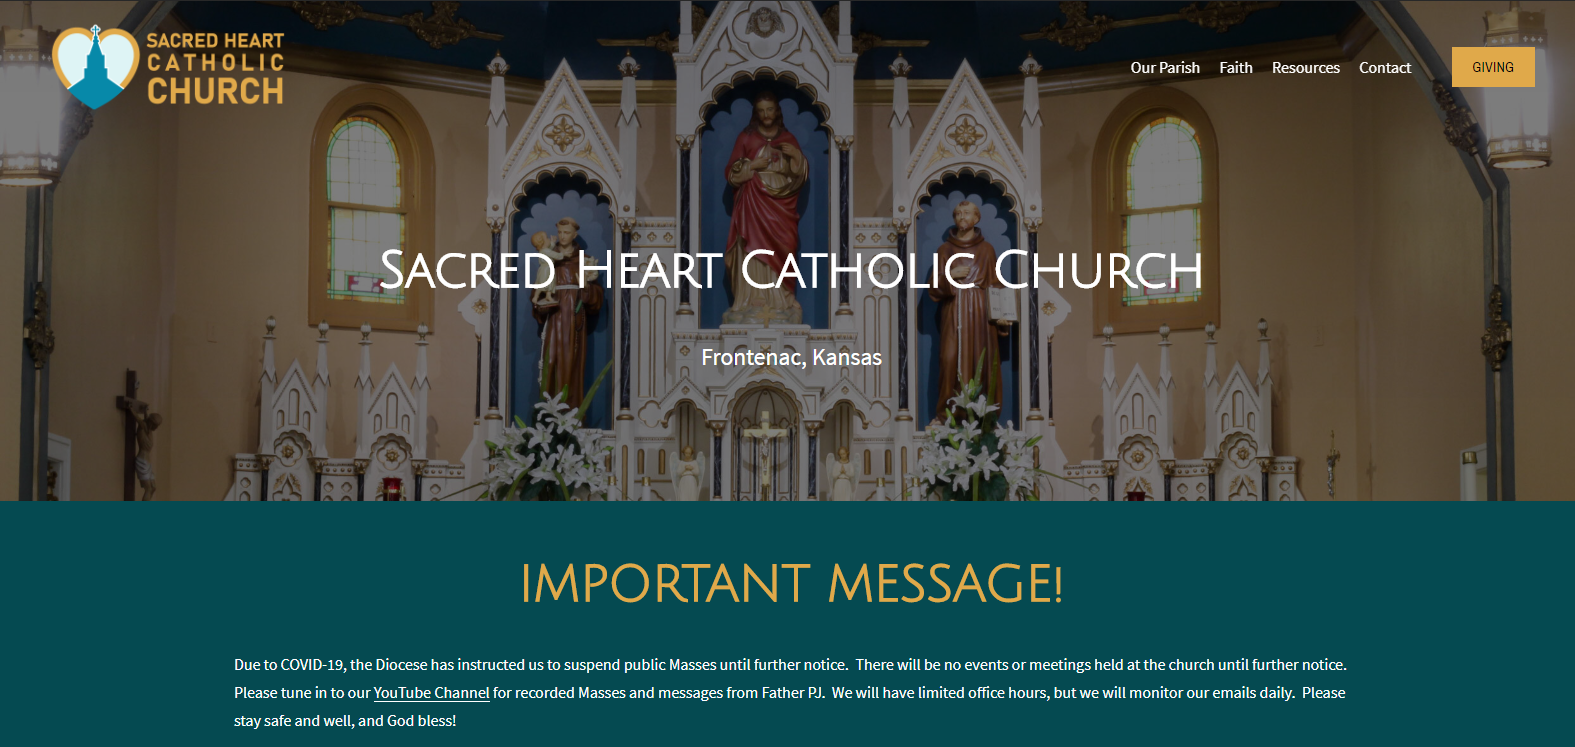 SACRED HEART
CATHOLIC
CHURCH
Our Parish Faith Resources Contact GIVING
Sacred Heart Catholic Church
Frontenac, Kansas
IMPORTANT MESSAGE!
Due to COVID-19, the Diocese has instructed us to suspend public Masses until further notice.  There will be no events or meetings held at the church until further notice.
Please tune in to our YouTube Channel for recorded Masses and messages from Father PJ.  We will have limited office hours, but we will monitor our emails daily.  Please
stay safe and well, and God bless!